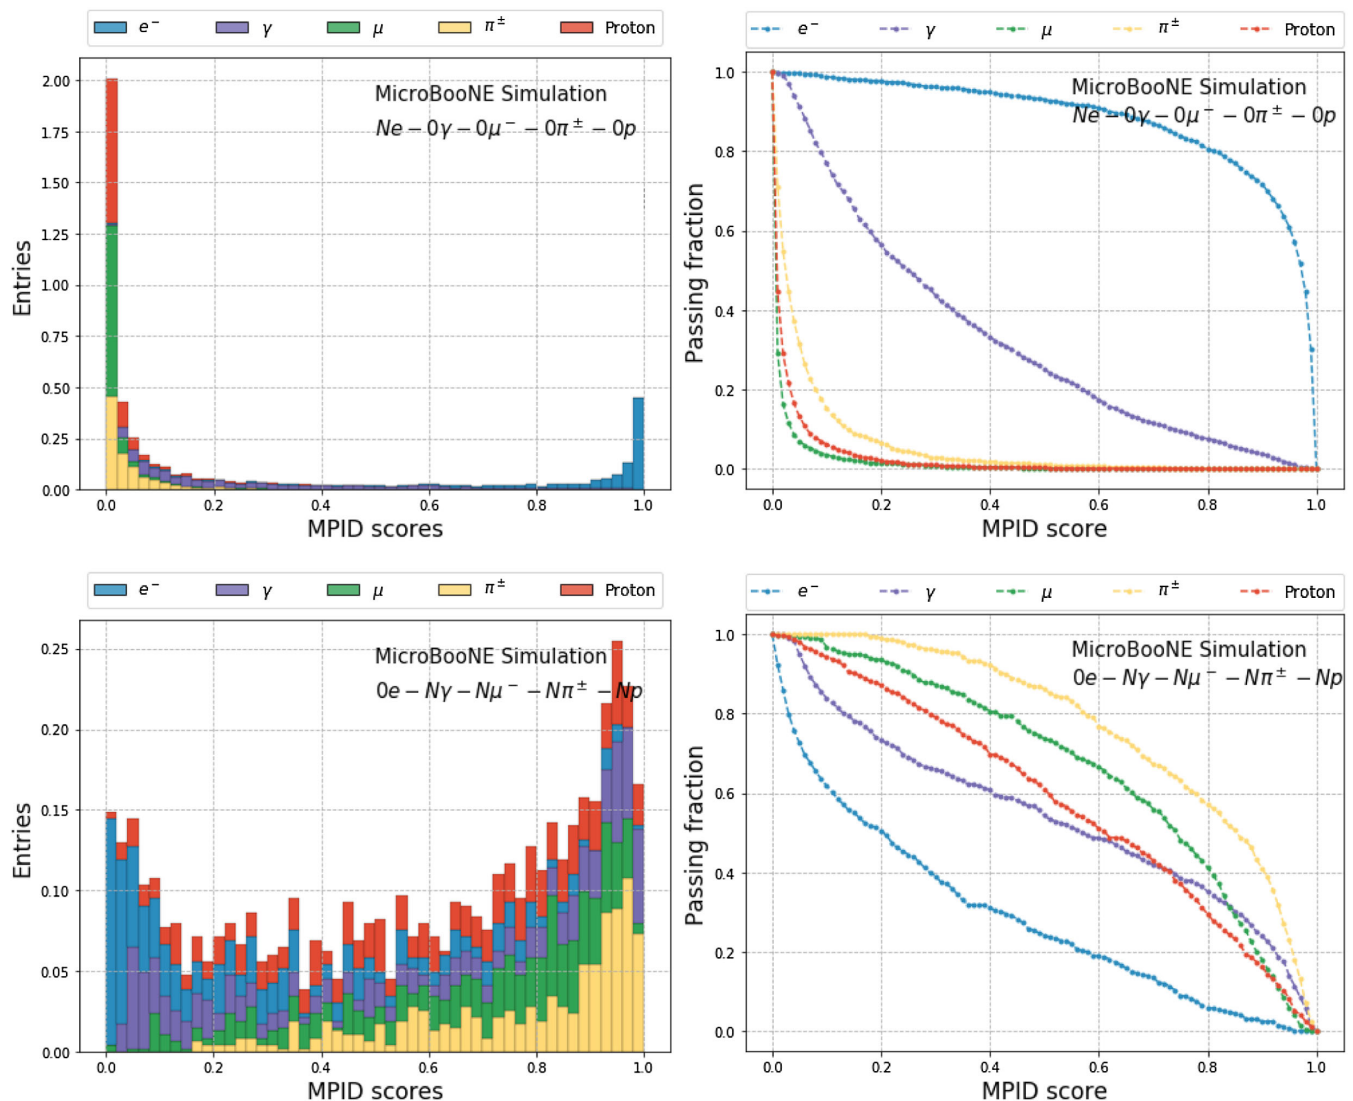 e⁻ γ μ π± Proton
MicroBooNE Simulation
Ne − 0γ − 0μ⁻ − 0π± − 0p
Entries
2.00
1.75
1.50
1.25
1.00
0.75
0.50
0.25
0.00
0.0 0.2 0.4 0.6 0.8 1.0
MPID scores
e⁻ γ μ π± Proton
MicroBooNE Simulation
Ne − 0γ − 0μ⁻ − 0π± − 0p
Passing fraction
1.0
0.8
0.6
0.4
0.2
0.0
0.0 0.2 0.4 0.6 0.8 1.0
MPID score
e⁻ γ μ π± Proton
MicroBooNE Simulation
0e − Nγ − Nμ⁻ − Nπ± − Np
Entries
0.25
0.20
0.15
0.10
0.05
0.00
0.0 0.2 0.4 0.6 0.8 1.0
MPID scores
e⁻ γ μ π± Proton
MicroBooNE Simulation
0e − Nγ − Nμ⁻ − Nπ± − Np
Passing fraction
1.0
0.8
0.6
0.4
0.2
0.0
0.0 0.2 0.4 0.6 0.8 1.0
MPID score